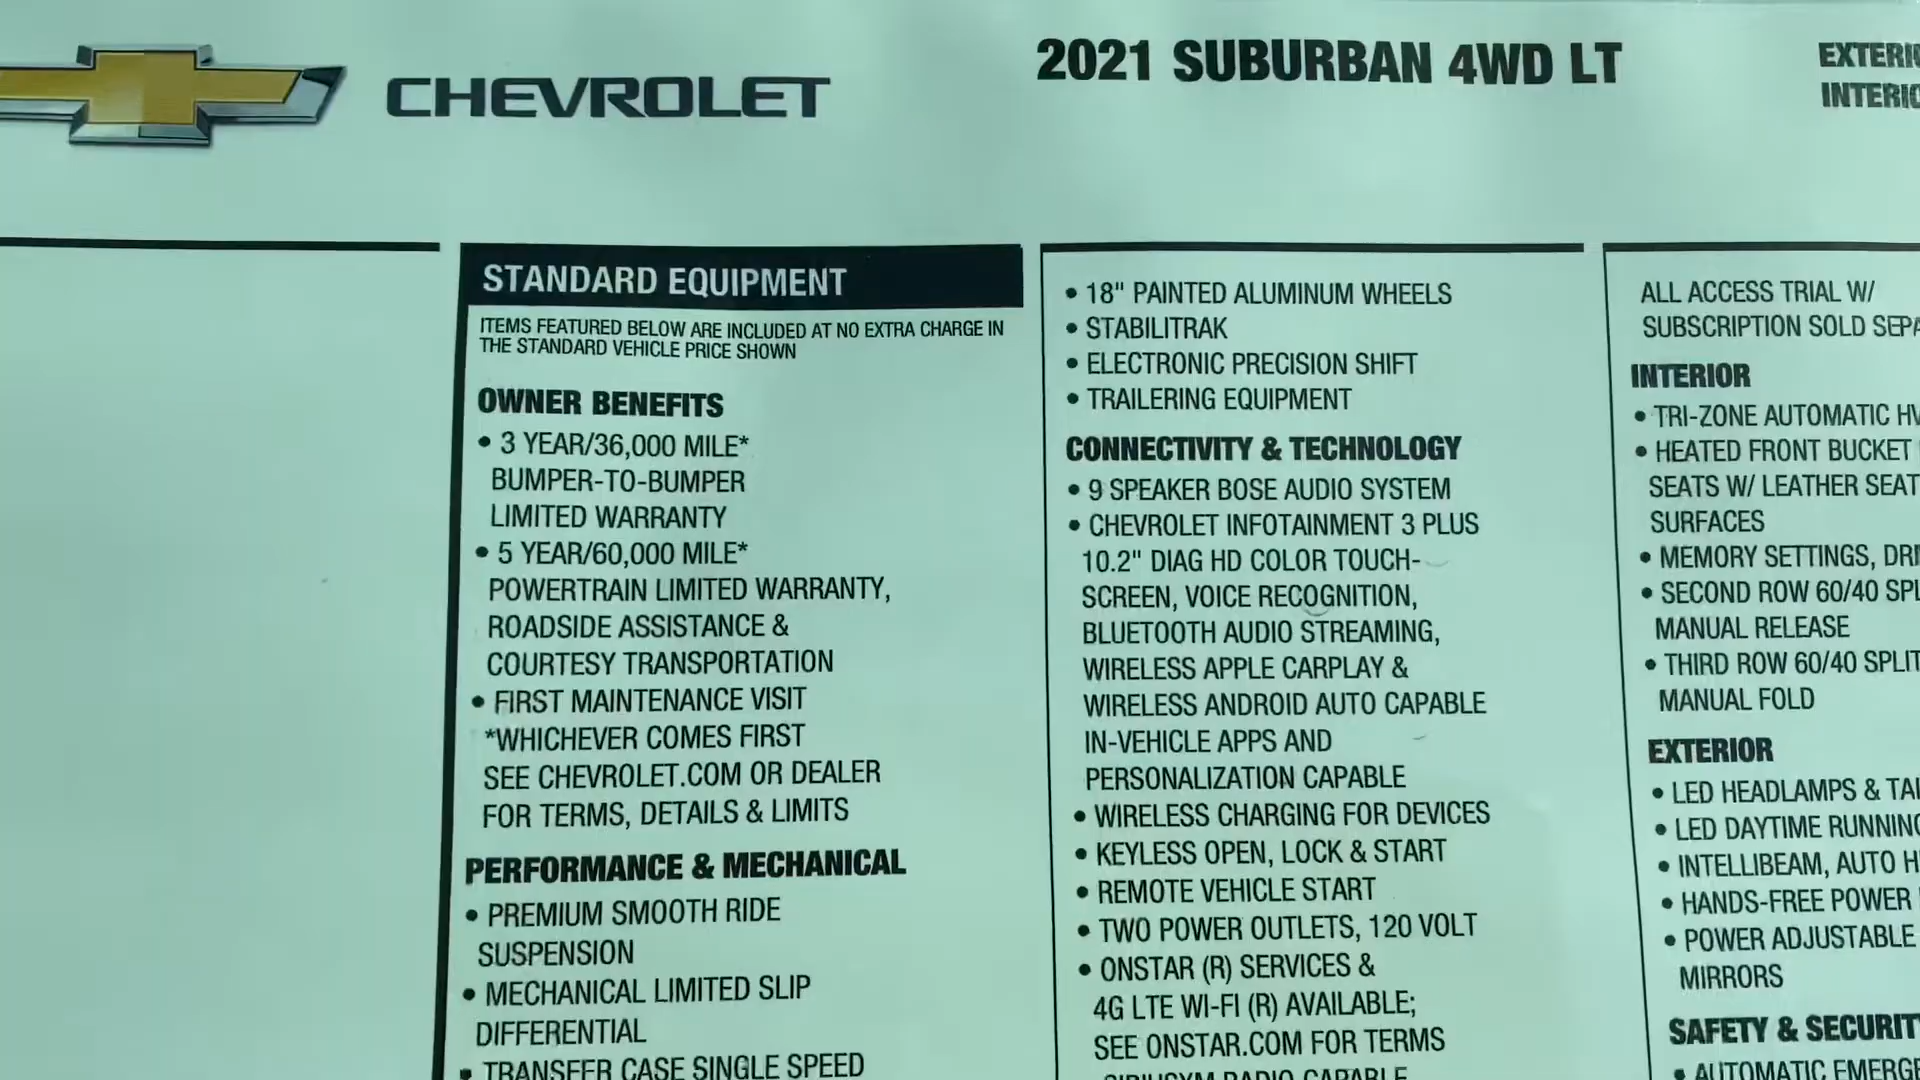 CHEVROLET
2021 SUBURBAN 4WD LT
STANDARD EQUIPMENT
ITEMS FEATURED BELOW ARE INCLUDED AT NO EXTRA CHARGE IN
THE STANDARD VEHICLE PRICE SHOWN
OWNER BENEFITS
• 3 YEAR/36,000 MILE*
BUMPER-TO-BUMPER
LIMITED WARRANTY
• 5 YEAR/60,000 MILE*
POWERTRAIN LIMITED WARRANTY,
ROADSIDE ASSISTANCE &
COURTESY TRANSPORTATION
• FIRST MAINTENANCE VISIT
*WHICHEVER COMES FIRST
SEE CHEVROLET.COM OR DEALER
FOR TERMS, DETAILS & LIMITS
PERFORMANCE & MECHANICAL
• PREMIUM SMOOTH RIDE
SUSPENSION
• MECHANICAL LIMITED SLIP
DIFFERENTIAL
• TRANSFER CASE SINGLE SPEED
• 18" PAINTED ALUMINUM WHEELS
• STABILITRAK
• ELECTRONIC PRECISION SHIFT
• TRAILERING EQUIPMENT
CONNECTIVITY & TECHNOLOGY
• 9 SPEAKER BOSE AUDIO SYSTEM
• CHEVROLET INFOTAINMENT 3 PLUS
10.2" DIAG HD COLOR TOUCH-
SCREEN, VOICE RECOGNITION,
BLUETOOTH AUDIO STREAMING,
WIRELESS APPLE CARPLAY &
WIRELESS ANDROID AUTO CAPABLE
IN-VEHICLE APPS AND
PERSONALIZATION CAPABLE
• WIRELESS CHARGING FOR DEVICES
• KEYLESS OPEN, LOCK & START
• REMOTE VEHICLE START
• TWO POWER OUTLETS, 120 VOLT
• ONSTAR (R) SERVICES &
4G LTE WI-FI (R) AVAILABLE;
SEE ONSTAR.COM FOR TERMS
• SIRIUSXM RADIO CAPABLE
ALL ACCESS TRIAL W/
SUBSCRIPTION SOLD
INTERIOR
• TRI-ZONE AUTOMATIC
• HEATED FRONT BUCKET
SEATS W/ LEATHER SEAT
SURFACES
• MEMORY SETTINGS,
• SECOND ROW 60/40
MANUAL RELEASE
• THIRD ROW 60/40 SPLIT
MANUAL FOLD
EXTERIOR
• LED HEADLAMPS &
• LED DAYTIME RUNNING
• INTELLIBEAM, AUTO
• HANDS-FREE POWER
• POWER ADJUSTABLE
MIRRORS
SAFETY &
• AUTOMATIC